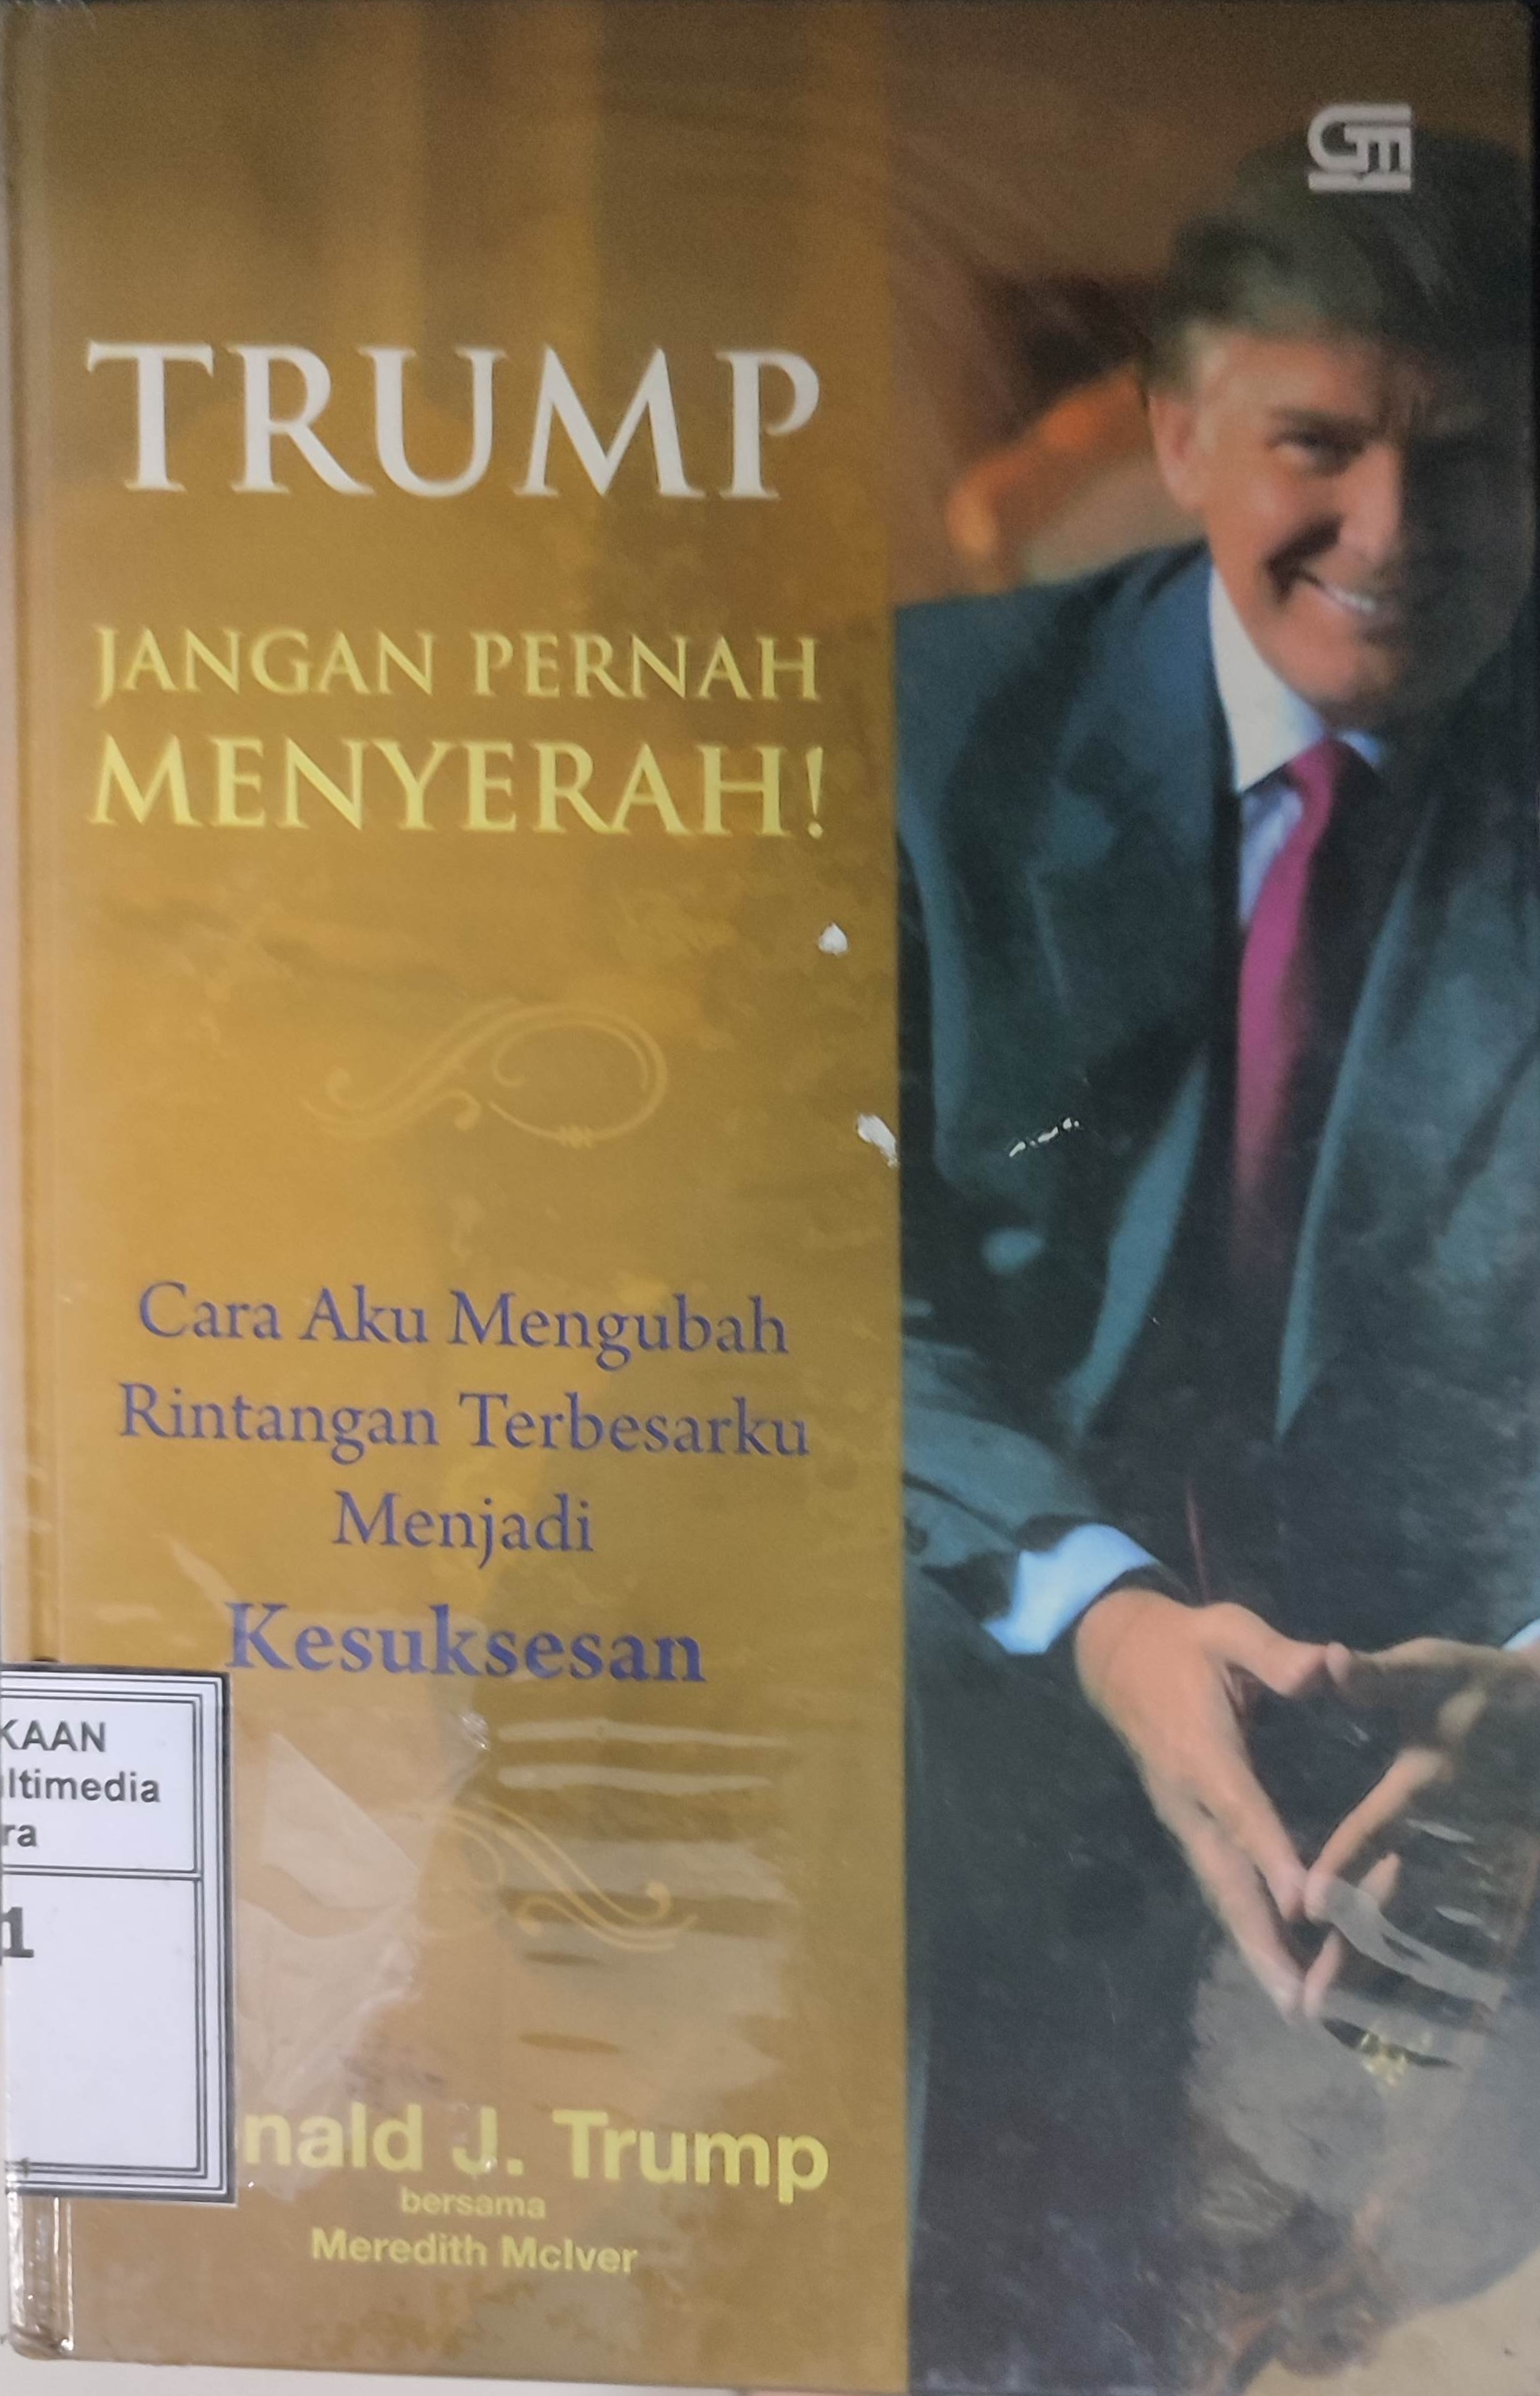 GM
TRUMP
JANGAN PERNAH
MENYERAH!
Cara Aku Mengubah
Rintangan Terbesarku
Menjadi
Kesuksesan
KAAN
ltimedia
ra
1
nald J. Trump
bersama
Meredith McIver